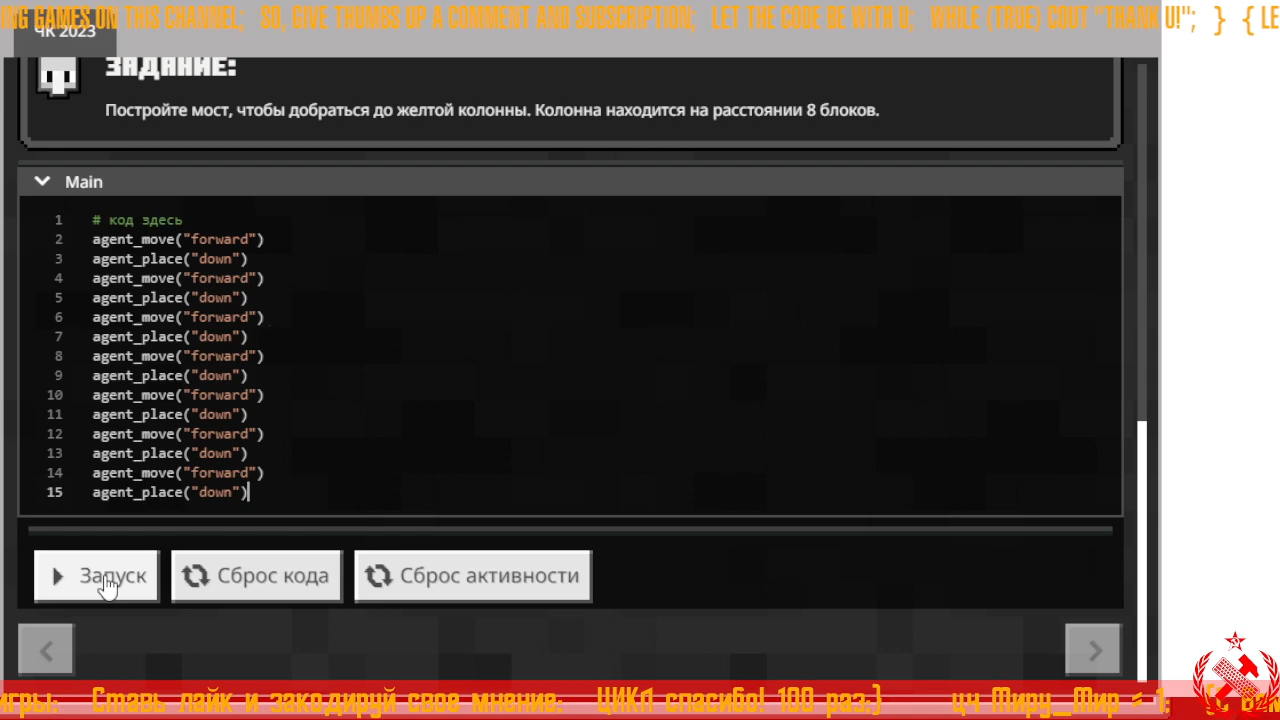 NG GAMES ON THIS CHANNEL; SO, GIVE THUMBS UP A COMMENT AND SUBSCRIPTION; LET THE CODE BE WITH U; WHILE (TRUE) COUT "THANK U!"; } { LE
ЧК 2023
ЗАДАНИЕ:
Постройте мост, чтобы добраться до желтой колонны. Колонна находится на расстоянии 8 блоков.
Main
1 # код здесь
2 agent_move("forward")
3 agent_place("down")
4 agent_move("forward")
5 agent_place("down")
6 agent_move("forward")
7 agent_place("down")
8 agent_move("forward")
9 agent_place("down")
10 agent_move("forward")
11 agent_place("down")
12 agent_move("forward")
13 agent_place("down")
14 agent_move("forward")
15 agent_place("down")
Запуск Сброс кода Сброс активности
игры; Ставь лайк и закодируй свое мнение; ЦИКЛ спасибо! 100 раз;} цч Миру_Мир = 1;